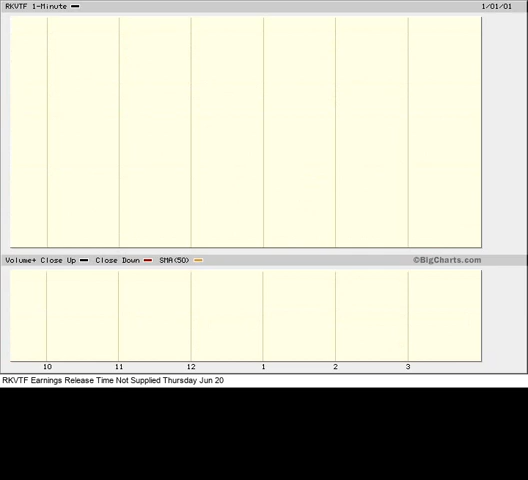 RKVTF 1-Minute 1/01/01
Volume+ Close Up Close Down SMA(50) ©BigCharts.com
10 11 12 1 2 3
RKVTF Earnings Release Time Not Supplied Thursday Jun 20